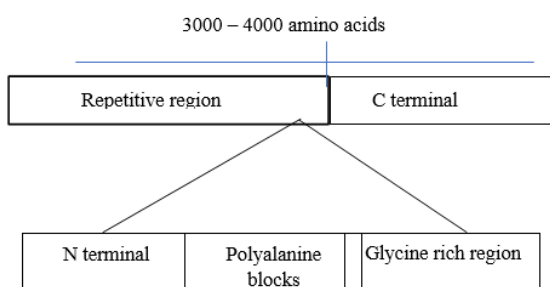 3000 – 4000 amino acids
Repetitive region
C terminal
N terminal
Polyalanine
blocks
Glycine rich region